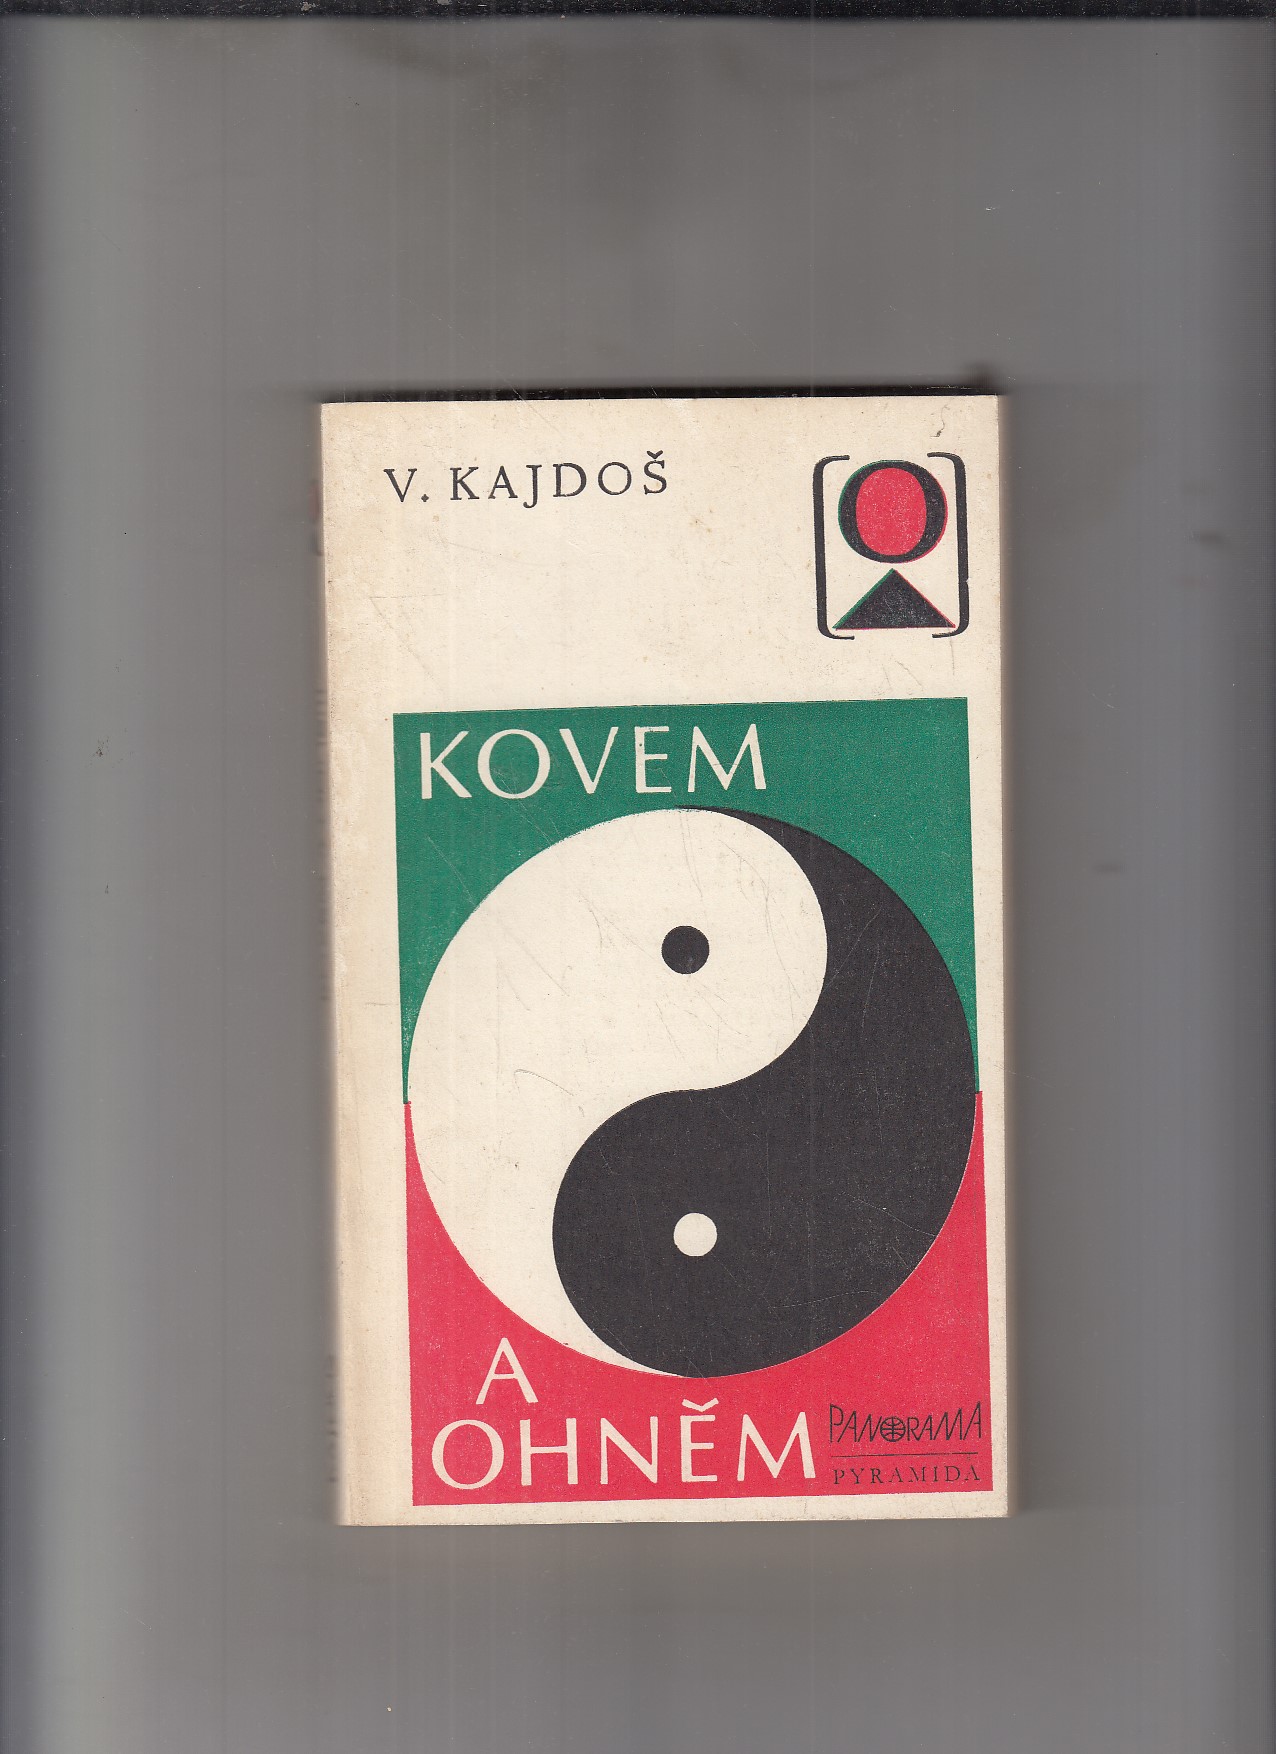 V. KAJDOŠ
KOVEM
A
OHNĚM
PANORAMA
PYRAMIDA